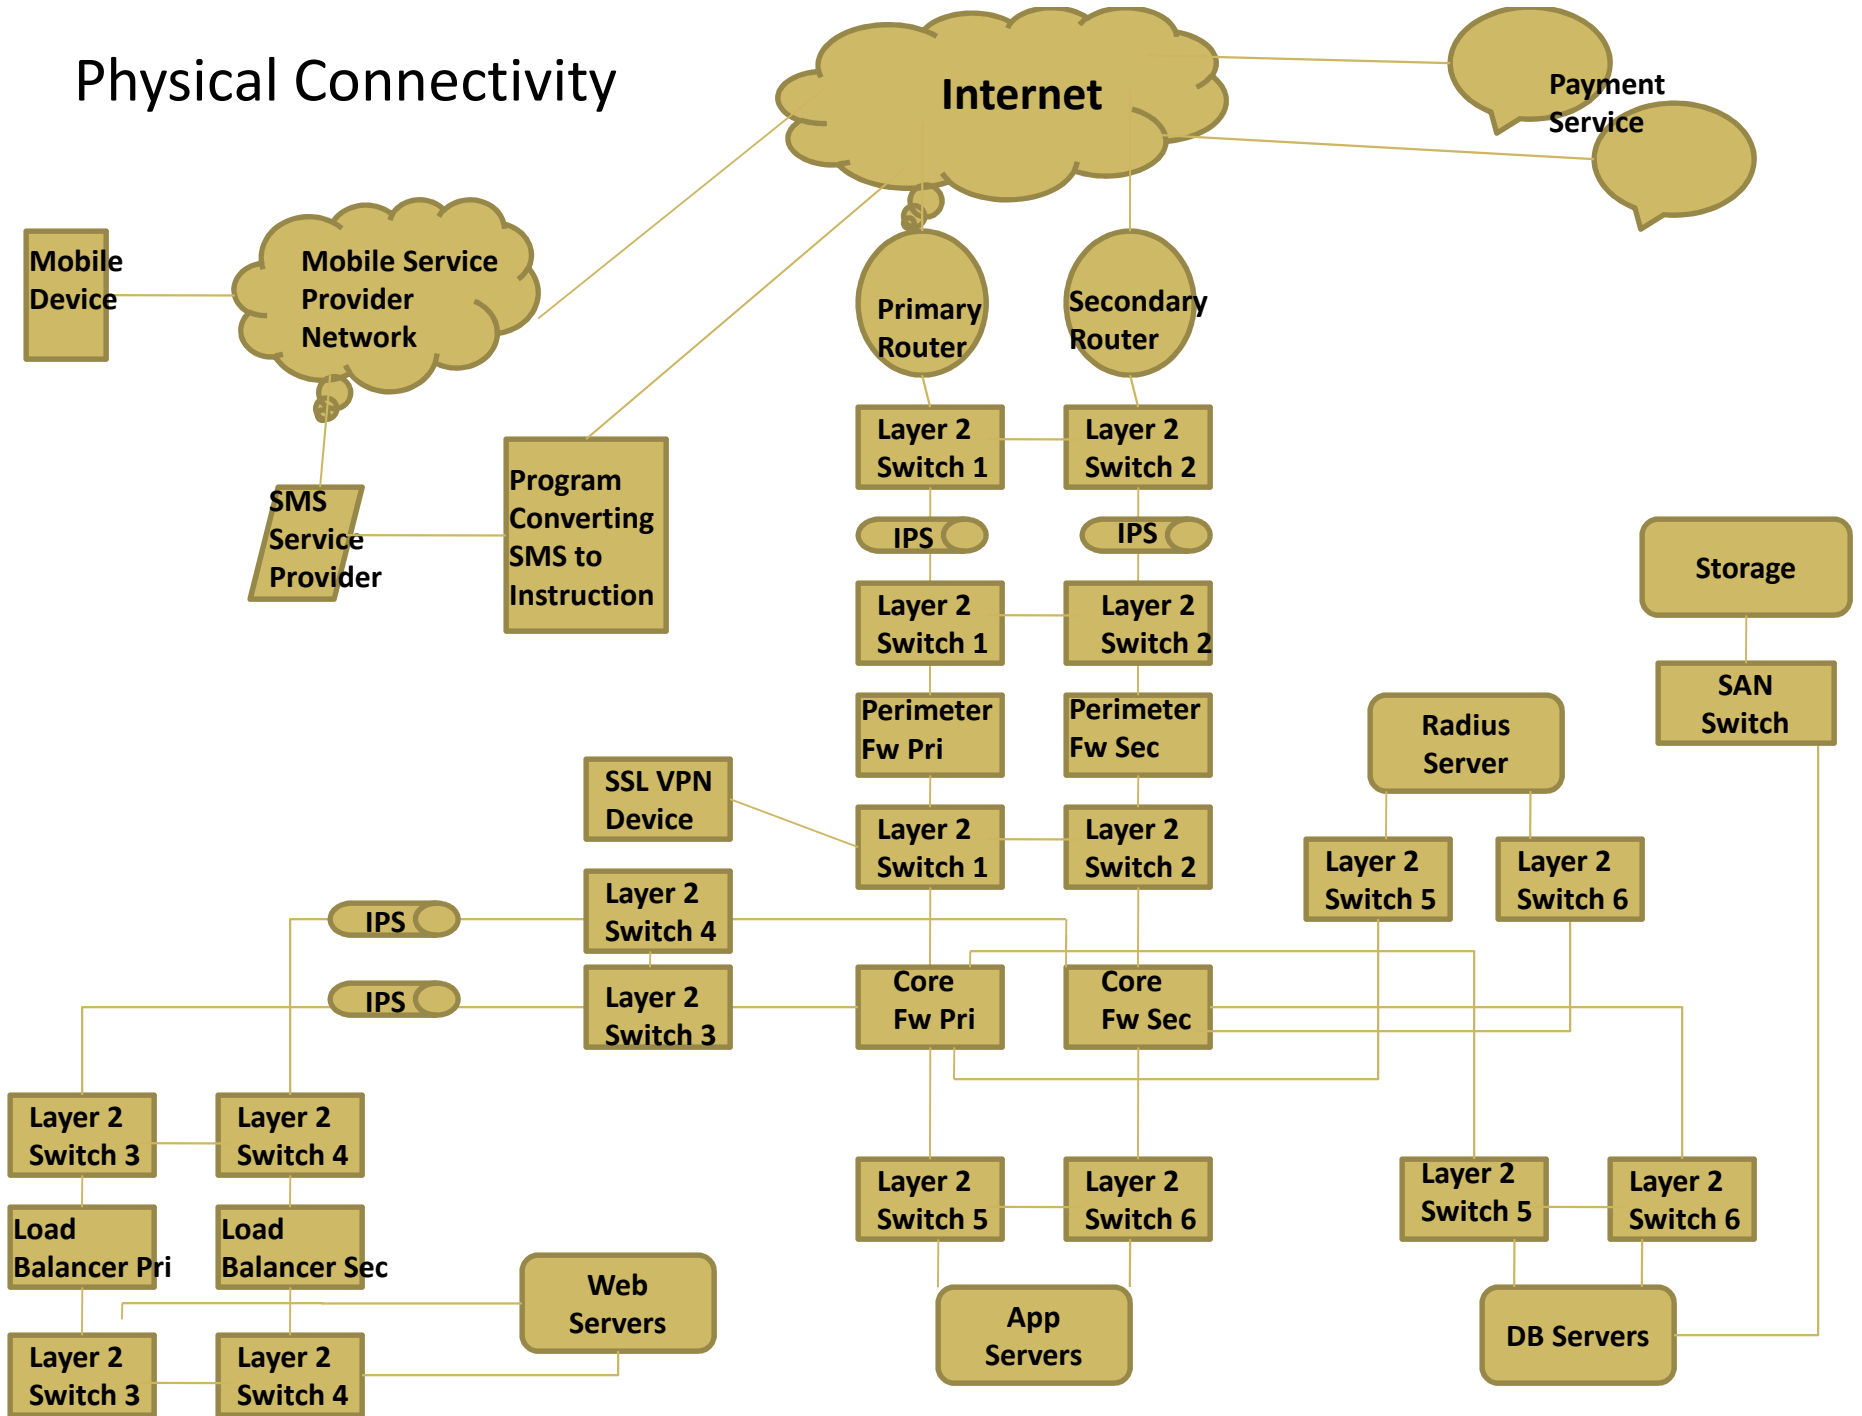 Physical Connectivity
Internet
Payment
Service
Mobile
Device
Mobile Service
Provider
Network
Primary
Router
Secondary
Router
Layer 2
Switch 1
Layer 2
Switch 2
SMS
Service
Provider
Program
Converting
SMS to
Instruction
IPS
IPS
Storage
Layer 2
Switch 1
Layer 2
Switch 2
SAN
Switch
Perimeter
Fw Pri
Perimeter
Fw Sec
Radius
Server
SSL VPN
Device
Layer 2
Switch 1
Layer 2
Switch 2
Layer 2
Switch 5
Layer 2
Switch 6
IPS
Layer 2
Switch 4
IPS
Layer 2
Switch 3
Core
Fw Pri
Core
Fw Sec
Layer 2
Switch 3
Layer 2
Switch 4
Layer 2
Switch 5
Layer 2
Switch 6
Layer 2
Switch 5
Layer 2
Switch 6
Load
Balancer Pri
Load
Balancer Sec
Web
Servers
App
Servers
DB Servers
Layer 2
Switch 3
Layer 2
Switch 4